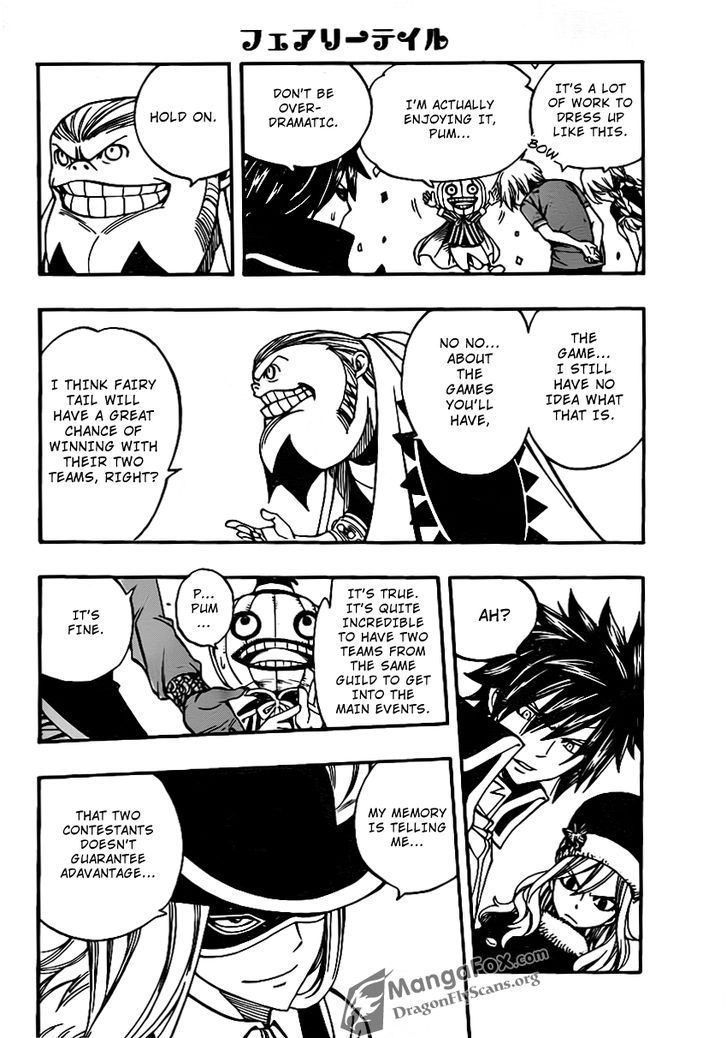 フェアリーテイル
IT'S A LOT
OF WORK TO
DRESS UP
LIKE THIS.
BOW
I'M ACTUALLY
ENJOYING IT,
PUM...
DON'T BE
OVER-
DRAMATIC.
HOLD ON.
THE
GAME...
I STILL
HAVE NO
IDEA WHAT
THAT IS.
NO NO...
ABOUT
THE
GAMES
YOU'LL
HAVE,
I THINK FAIRY
TAIL WILL
HAVE A GREAT
CHANCE OF
WINNING WITH
THEIR TWO
TEAMS, RIGHT?
AH?
IT'S TRUE.
IT'S QUITE
INCREDIBLE
TO HAVE TWO
TEAMS FROM
THE SAME
GUILD TO GET
INTO THE
MAIN EVENTS.
P...
PUM
...
IT'S
FINE.
MY MEMORY
IS TELLING
ME...
THAT TWO
CONTESTANTS
DOESN'T
GUARANTEE
ADAVANTAGE...
MANGAFOX.com
DragonFlyScans.org